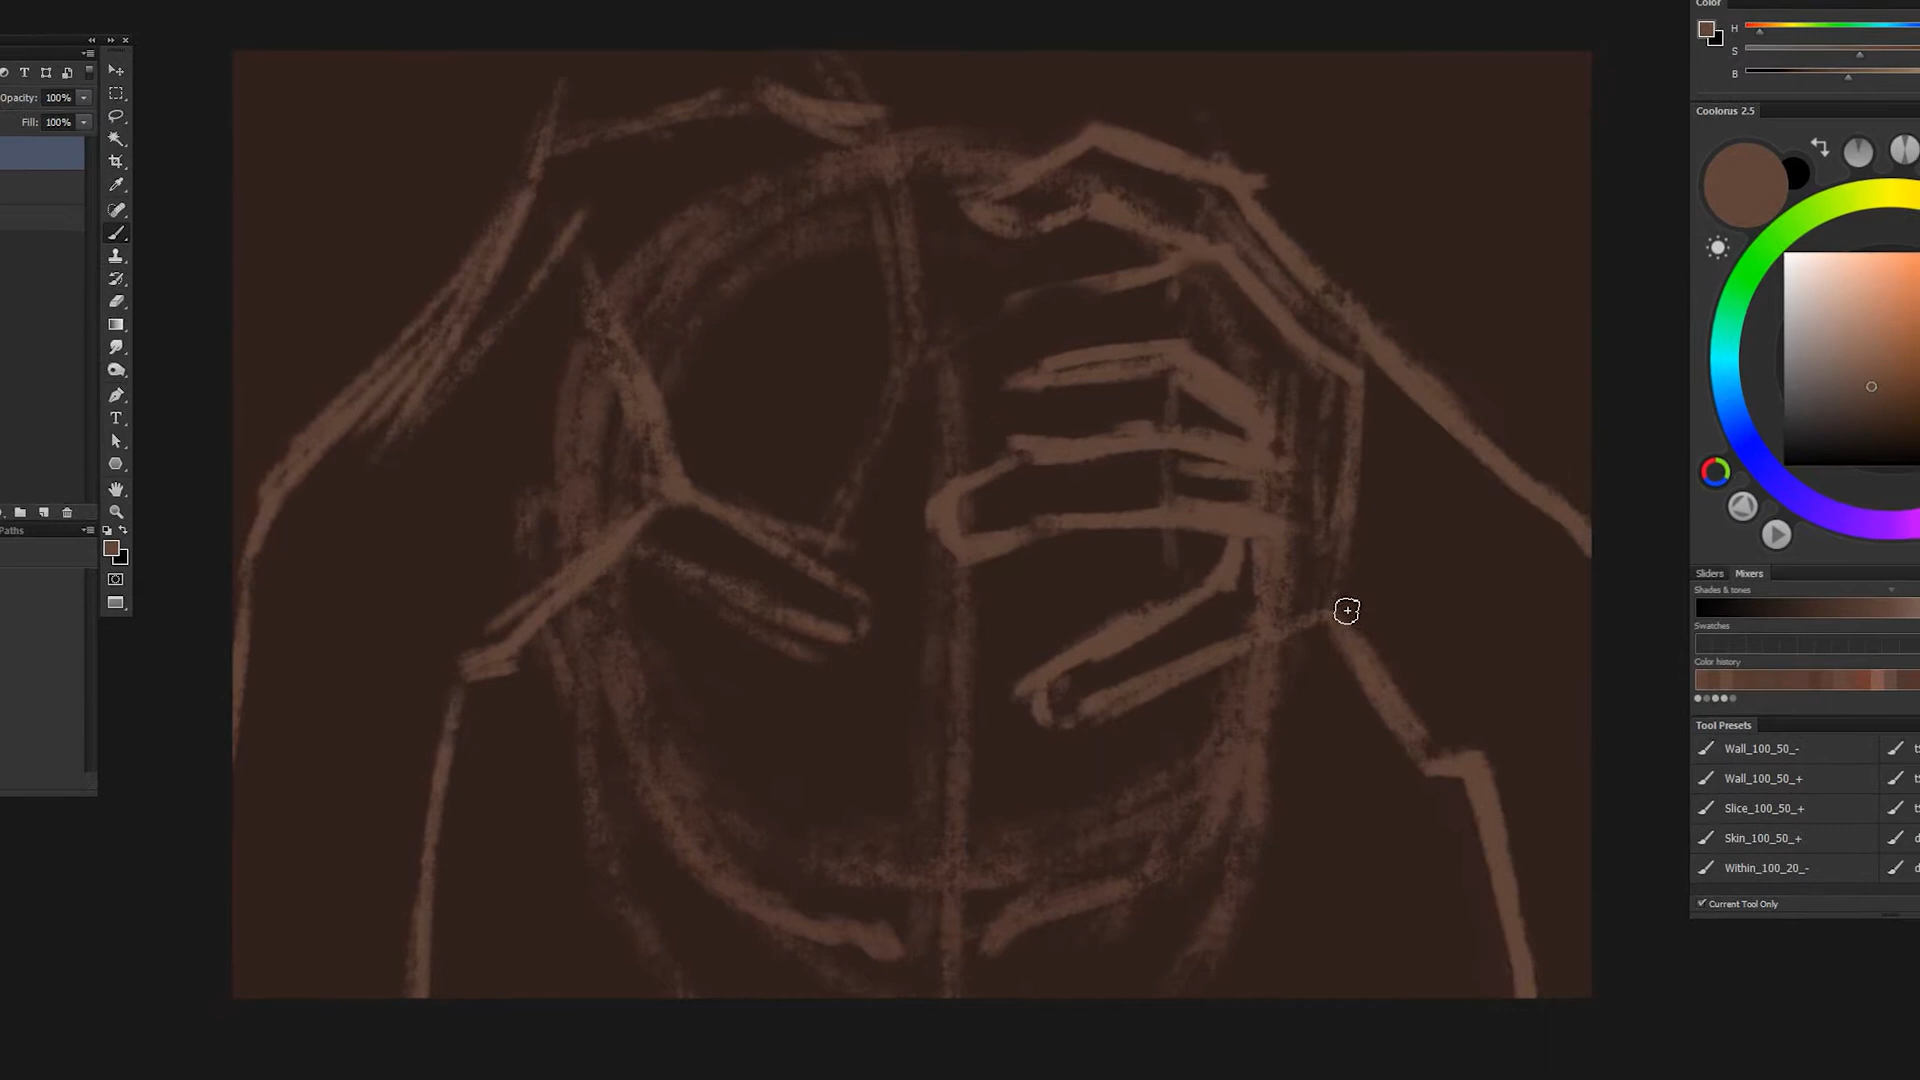 Color
H
S
B
Opacity: 100%
Fill: 100%
Coolorus 2.5
Paths
Sliders Mixers
Shades & tones
Swatches
Color history
Tool Presets
Wall_100_50_-
Wall_100_50_+
Slice_100_50_+
Skin_100_50_+
Within_100_20_-
Current Tool Only